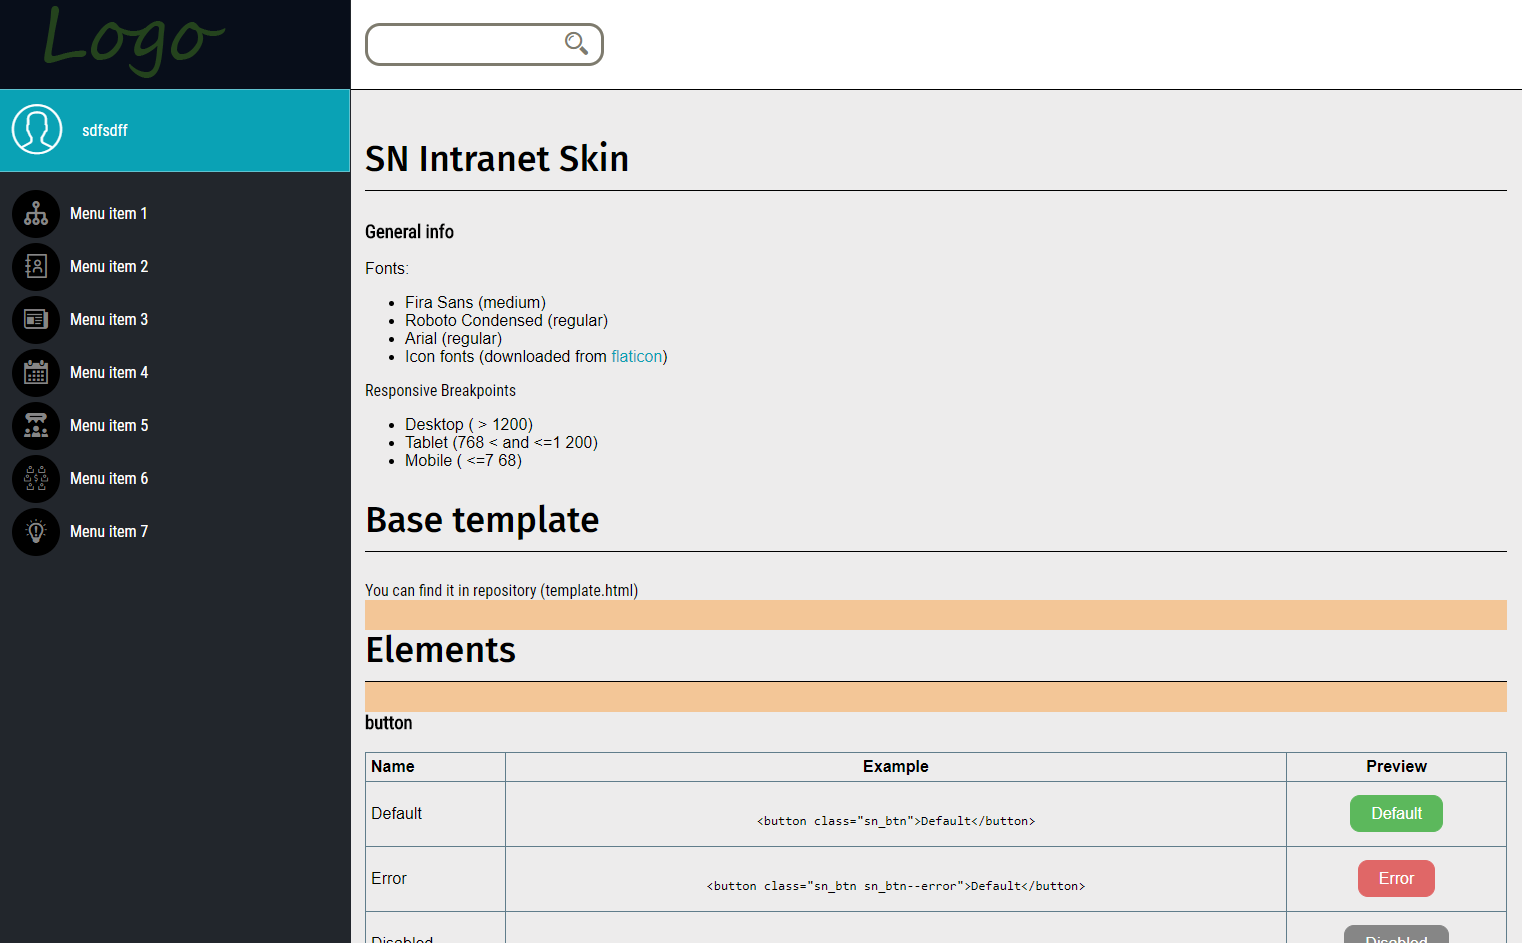 Logo
sdfsdff
Menu item 1
Menu item 2
Menu item 3
Menu item 4
Menu item 5
Menu item 6
Menu item 7
SN Intranet Skin
General info
Fonts:
Fira Sans (medium)
Roboto Condensed (regular)
Arial (regular)
Icon fonts (downloaded from flaticon)
Responsive Breakpoints
Desktop ( > 1200)
Tablet (768 < and <=1 200)
Mobile ( <=7 68)
Base template
You can find it in repository (template.html)
Elements
button
Name Example Preview
Default <button class="sn_btn">Default</button> Default
Error <button class="sn_btn sn_btn--error">Default</button> Error
Disabled Disabled